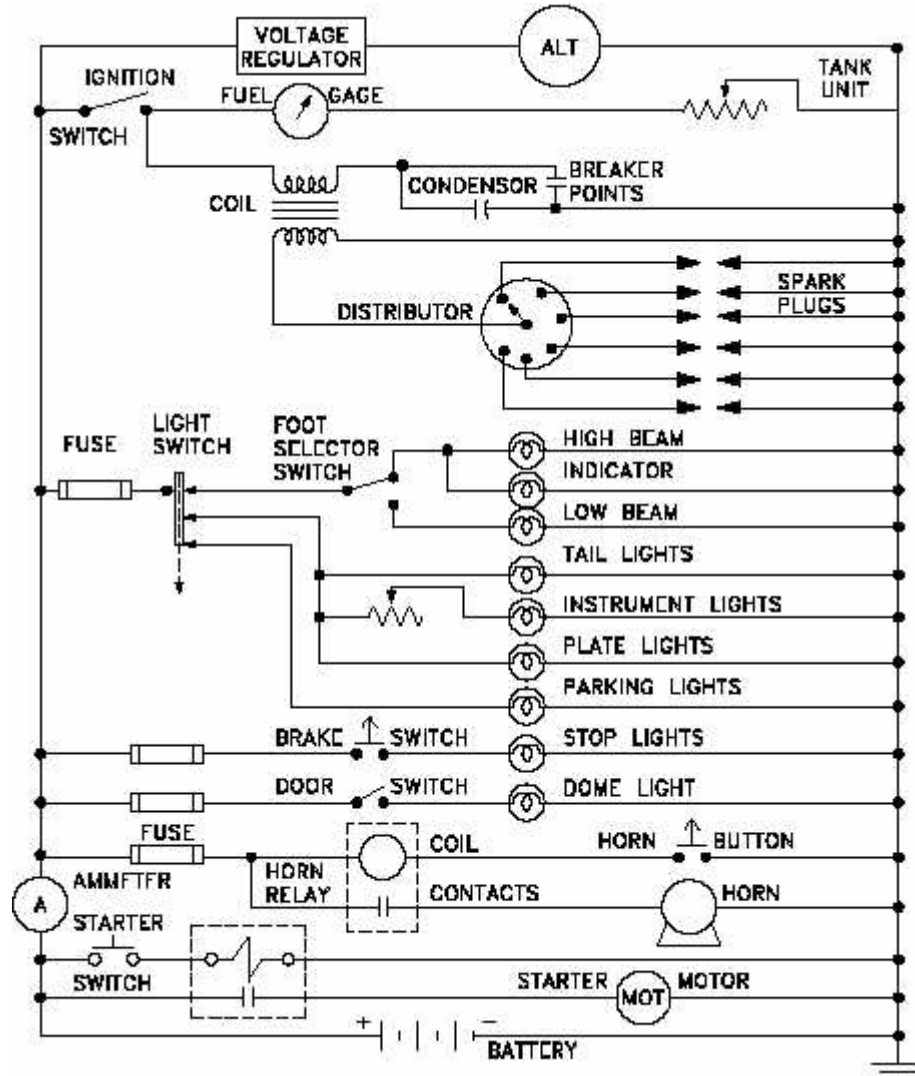 VOLTAGE
REGULATOR
ALT
IGNITION
SWITCH
FUEL GAGE
TANK
UNIT
COIL
CONDENSOR
BREAKER
POINTS
DISTRIBUTOR
SPARK
PLUGS
FUSE
LIGHT
SWITCH
FOOT
SELECTOR
SWITCH
HIGH BEAM
INDICATOR
LOW BEAM
TAIL LIGHTS
INSTRUMENT LIGHTS
PLATE LIGHTS
PARKING LIGHTS
BRAKE SWITCH
STOP LIGHTS
DOOR SWITCH
DOME LIGHT
FUSE
COIL
HORN BUTTON
HORN
RELAY
CONTACTS
HORN
AMMETER
A
STARTER
SWITCH
STARTER MOTOR
MOT
+ −
BATTERY